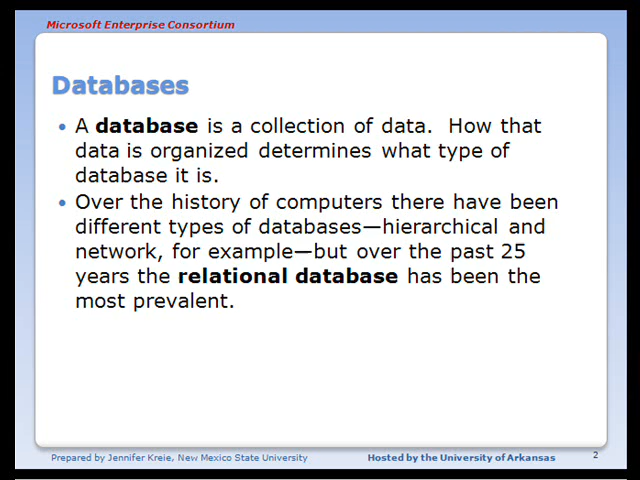 Microsoft Enterprise Consortium
Databases
• A database is a collection of data.  How that
data is organized determines what type of
database it is.
• Over the history of computers there have been
different types of databases—hierarchical and
network, for example—but over the past 25
years the relational database has been the
most prevalent.
Prepared by Jennifer Kreie, New Mexico State University
Hosted by the University of Arkansas
2